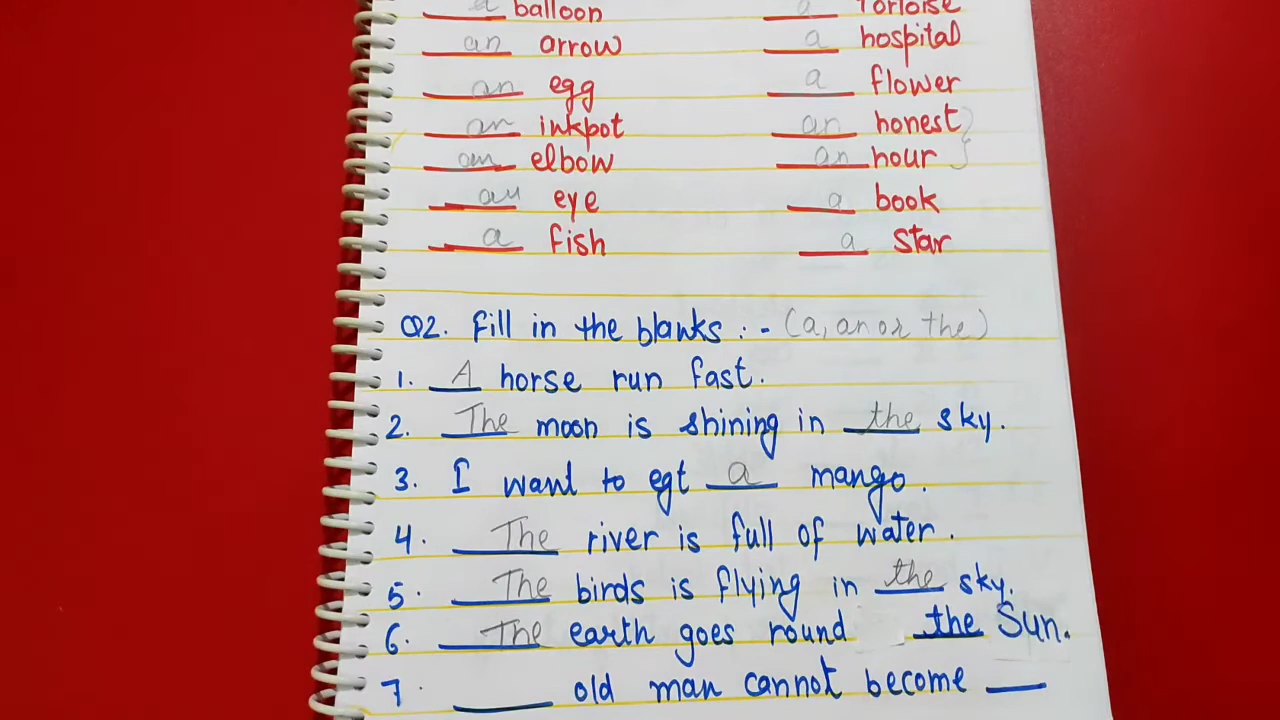 a balloon a Tortoise
an arrow a hospital
an egg a flower
an inkpot an honest
an elbow an hour
an eye a book
a fish a star
Q2. Fill in the blanks :- (a, an or the)
1. A horse run fast.
2. The moon is shining in the sky.
3. I want to egt a mango.
4. The river is full of water.
5. The birds is flying in the sky.
6. The earth goes round the Sun.
7. ____ old man cannot become ____